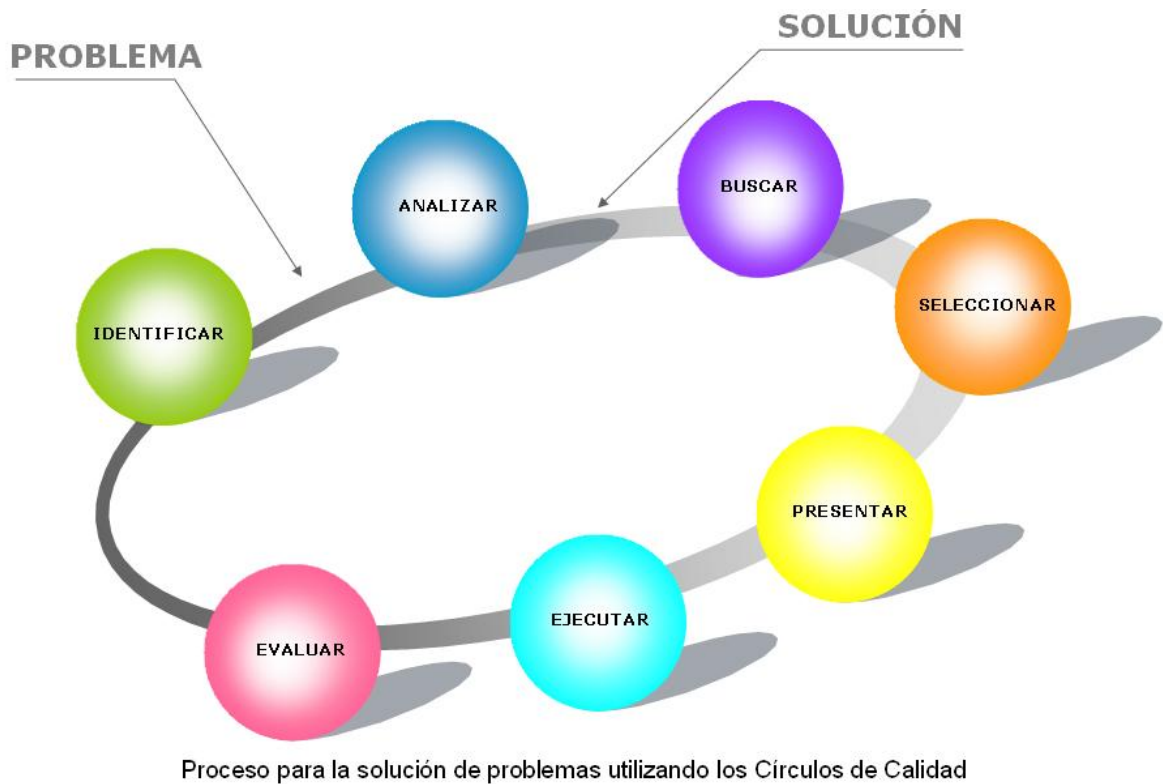 PROBLEMA
SOLUCIÓN
IDENTIFICAR
ANALIZAR
BUSCAR
SELECCIONAR
PRESENTAR
EJECUTAR
EVALUAR
Proceso para la solución de problemas utilizando los Círculos de Calidad